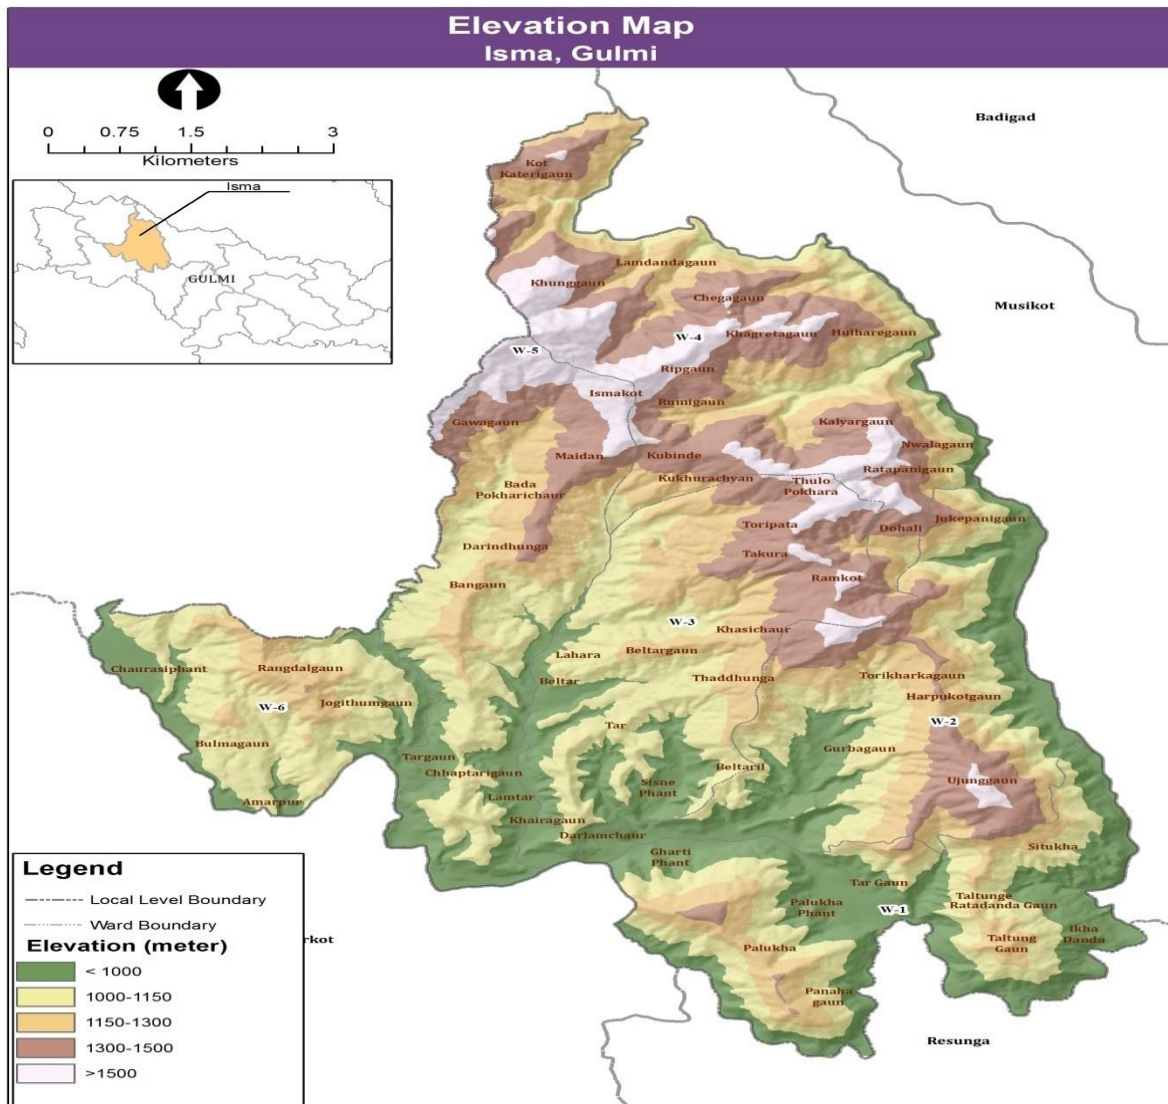 Elevation Map
Isma, Gulmi
0 0.75 1.5 3
Kilometers
Isma
GULMI
Badigad
Musikot
Kot
Katerigaun
Lamdandagaun
Khunggaun
Chegagaun
W-4
Khagretagaun
Hulharegaun
W-5
Ripgaun
Ismakot
Rumigaun
Gawagaun
Kalyargaun
Nwalagaun
Maidan
Kubinde
Ratapanigaun
Kukhurachyan
Bada
Pokharichaur
Thulo
Pokhara
Toripata
Dohali
Jukepanigaun
Darindhunga
Takura
Bangaun
Ramkot
W-3
Khasichaur
Lahara
Beltargaun
Chaurasiphant
Rangdalgaun
Beltar
Thaddhunga
Torikharkagaun
Harpukotgaun
Jogithumgaun
W-6
Tar
W-2
Bulmagaun
Gurbagaun
Targaun
Chhaptarigaun
Beltaril
Sisne
Phant
Ujunggaun
Amarpur
Lamtar
Khairagaun
Darlamchaur
Situkha
Gharti
Phant
Tar Gaun
Taltunge
Ratadanda Gaun
Palukha
Phant
W-1
Ikha
Danda
Palukha
Taltung
Gaun
Panaha
gaun
Resunga
Legend
Local Level Boundary
Ward Boundary
rkot
Elevation (meter)
< 1000
1000-1150
1150-1300
1300-1500
>1500